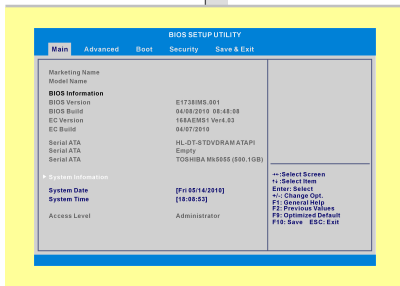 BIOS SETUP UTILITY
Main Advanced Boot Security Save & Exit
Marketing Name
Model Name
BIOS Information
BIOS Version E1738IMS.001
BIOS Build 04/08/2010 08:48:08
EC Version 168AEMS1 Ver4.03
EC Build 04/07/2010
Serial ATA HL-DT-STDVDRAM ATAPI
Serial ATA Empty
Serial ATA TOSHIBA Mk5055 (500.1GB)
System Infomation
System Date [Fri 05/14/2010]
System Time [18:08:53]
Access Level Administrator
↔:Select Screen
↑↓:Select Item
Enter: Select
+/-: Change Opt.
F1: General Help
F2: Previous Values
F9: Optimized Default
F10: Save ESC: Exit